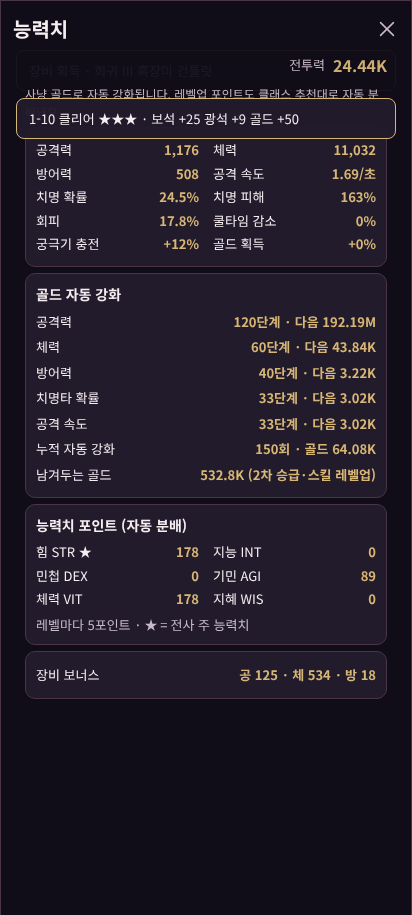 능력치
전투력 24.44K
장비 획득 · 희귀 III
사냥 골드로 자동 강화됩니다. 레벨업 포인트도 클래스 추천대로 자동 분
1-10 클리어 ★★★ · 보석 +25 광석 +9 골드 +50
공격력 1,176 체력 11,032
방어력 508 공격 속도 1.69/초
치명 확률 24.5% 치명 피해 163%
회피 17.8% 쿨타임 감소 0%
궁극기 충전 +12% 골드 획득 +0%
골드 자동 강화
공격력 120단계 · 다음 192.19M
체력 60단계 · 다음 43.84K
방어력 40단계 · 다음 3.22K
치명타 확률 33단계 · 다음 3.02K
공격 속도 33단계 · 다음 3.02K
누적 자동 강화 150회 · 골드 64.08K
남겨두는 골드 532.8K (2차 승급·스킬 레벨업)
능력치 포인트 (자동 분배)
힘 STR ★ 178 지능 INT 0
민첩 DEX 0 기민 AGI 89
체력 VIT 178 지혜 WIS 0
레벨마다 5포인트 · ★ = 전사 주 능력치
장비 보너스 공 125 · 체 534 · 방 18